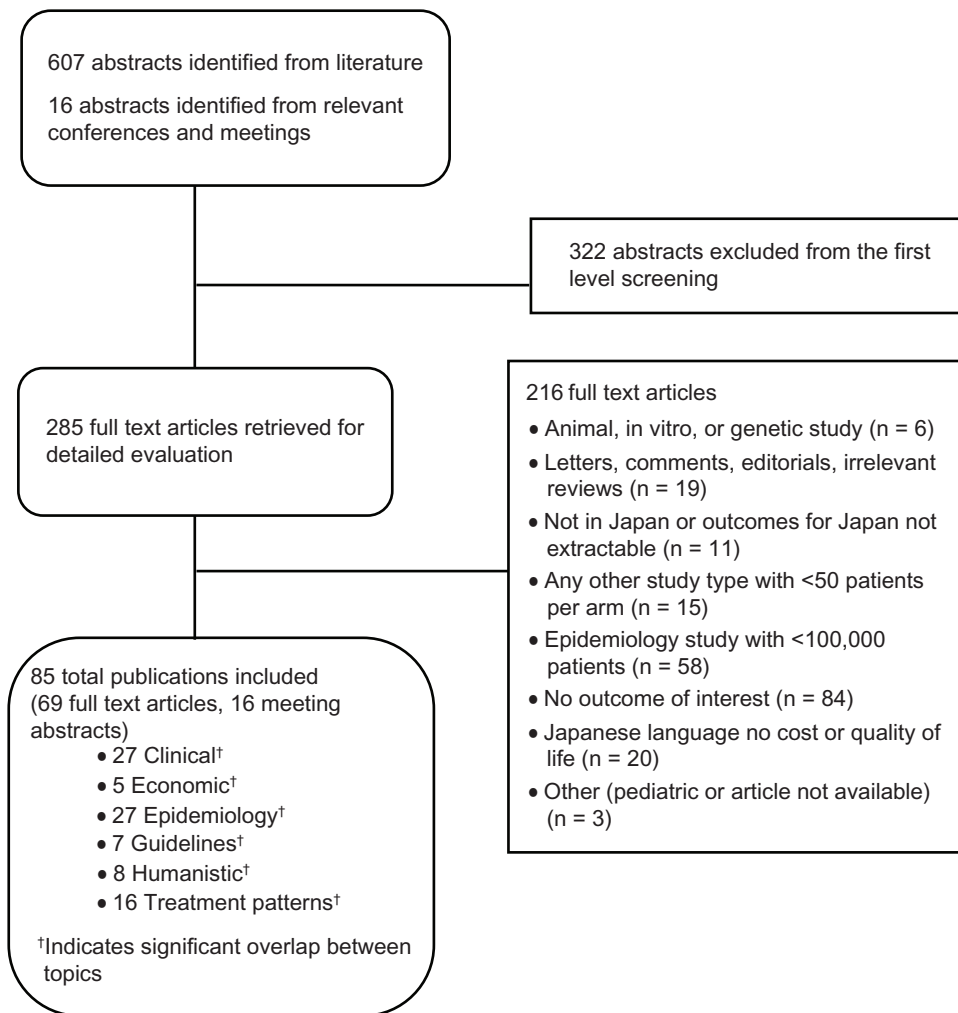 607 abstracts identified from literature
16 abstracts identified from relevant
conferences and meetings
322 abstracts excluded from the first
level screening
285 full text articles retrieved for
detailed evaluation
216 full text articles
• Animal, in vitro, or genetic study (n = 6)
• Letters, comments, editorials, irrelevant
reviews (n = 19)
• Not in Japan or outcomes for Japan not
extractable (n = 11)
• Any other study type with <50 patients
per arm (n = 15)
• Epidemiology study with <100,000
patients (n = 58)
• No outcome of interest (n = 84)
• Japanese language no cost or quality of
life (n = 20)
• Other (pediatric or article not available)
(n = 3)
85 total publications included
(69 full text articles, 16 meeting
abstracts)
• 27 Clinical†
• 5 Economic†
• 27 Epidemiology†
• 7 Guidelines†
• 8 Humanistic†
• 16 Treatment patterns†
†Indicates significant overlap between
topics